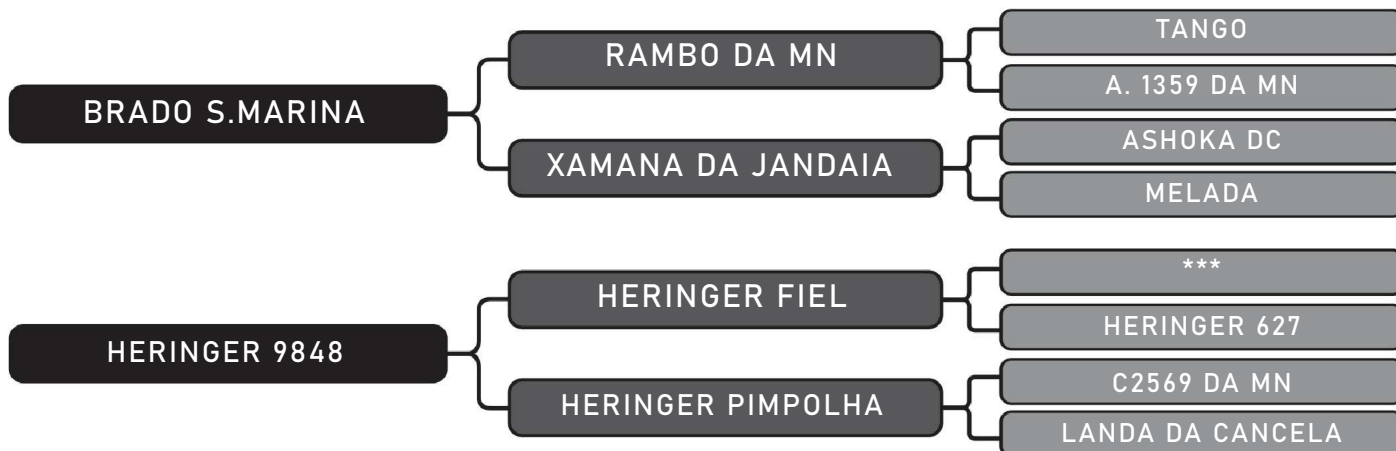 BRADO S.MARINA
RAMBO DA MN
TANGO
A. 1359 DA MN
XAMANA DA JANDAIA
ASHOKA DC
MELADA
HERINGER 9848
HERINGER FIEL
***
HERINGER 627
HERINGER PIMPOLHA
C2569 DA MN
LANDA DA CANCELA